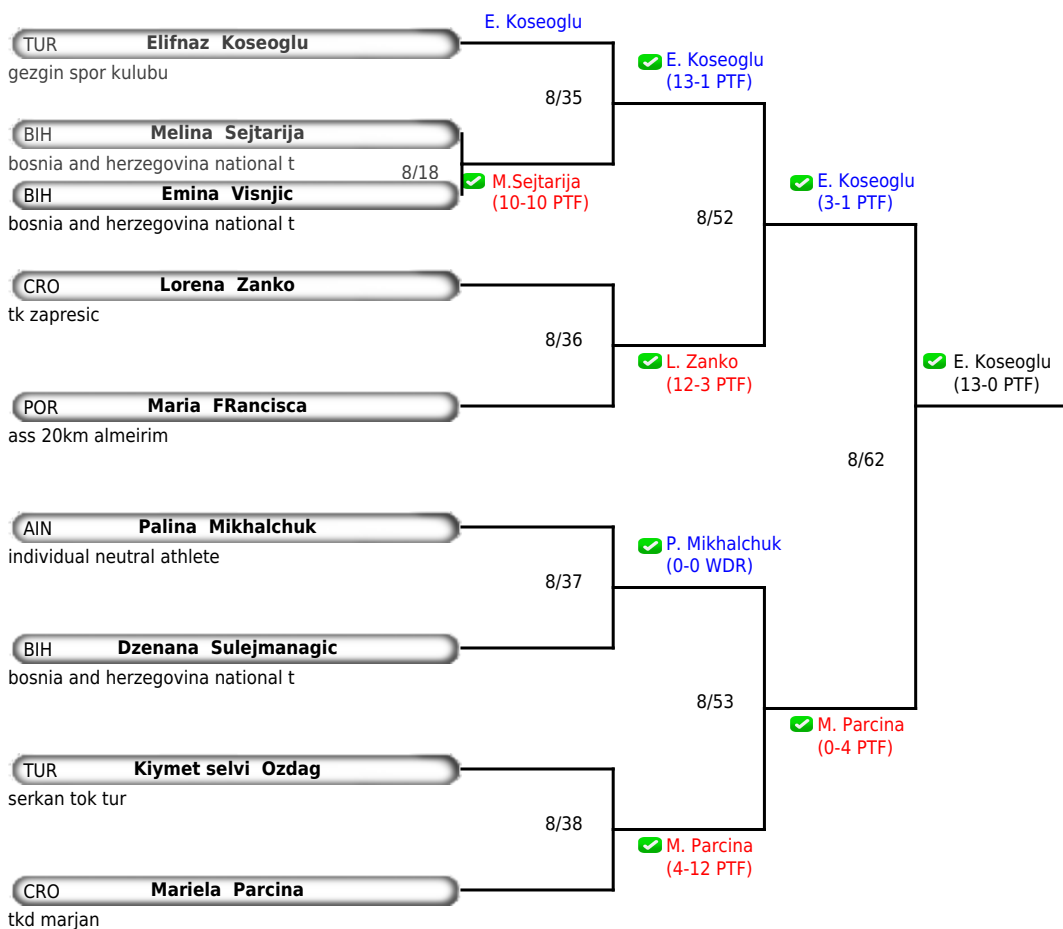 E. Koseoglu
TUR Elifnaz Koseoglu
gezgin spor kulubu
E. Koseoglu
(13-1 PTF)
8/35
BIH Melina Sejtarija
bosnia and herzegovina national t
8/18
M.Sejtarija
(10-10 PTF)
BIH Emina Visnjic
bosnia and herzegovina national t
E. Koseoglu
(3-1 PTF)
8/52
CRO Lorena Zanko
tk zapresic
8/36
L. Zanko
(12-3 PTF)
E. Koseoglu
(13-0 PTF)
POR Maria FRancisca
ass 20km almeirim
8/62
AIN Palina Mikhalchuk
individual neutral athlete
P. Mikhalchuk
(0-0 WDR)
8/37
BIH Dzenana Sulejmanagic
bosnia and herzegovina national t
8/53
M. Parcina
(0-4 PTF)
TUR Kiymet selvi Ozdag
serkan tok tur
8/38
M. Parcina
(4-12 PTF)
CRO Mariela Parcina
tkd marjan